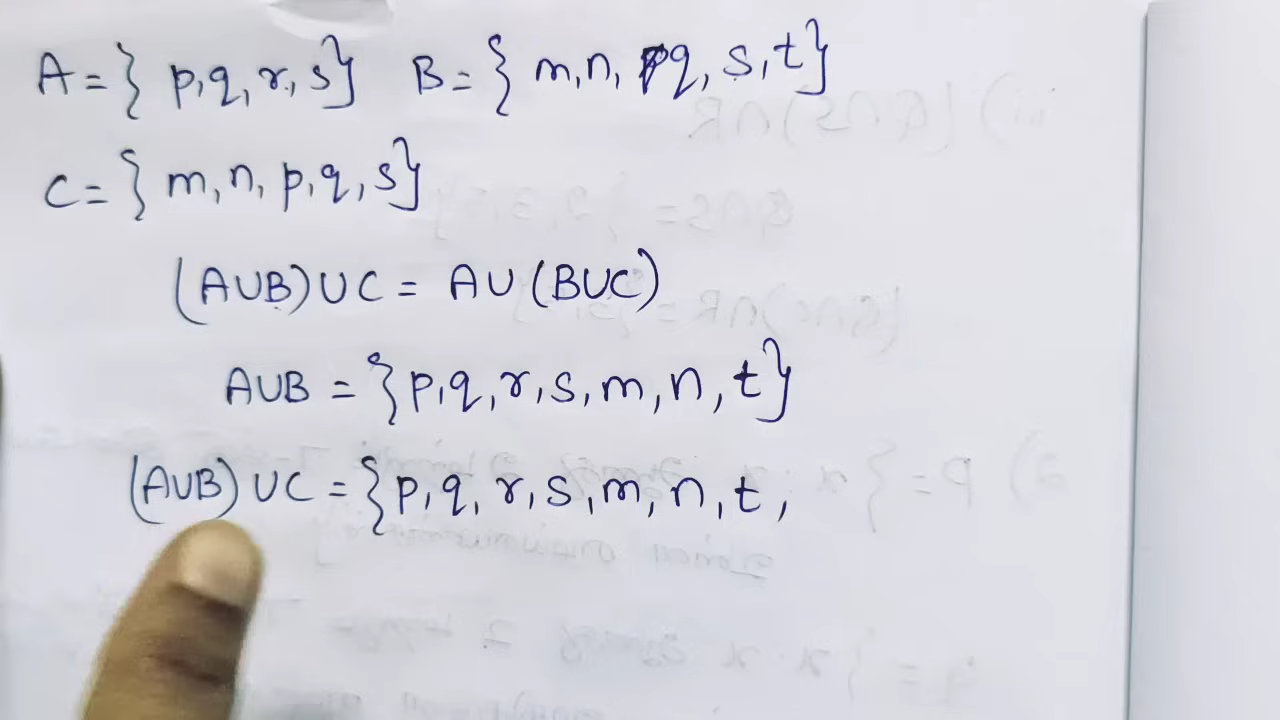 A = { p, q, r, s} B = { m, n, q, s, t}
C = { m, n, p, q, s}
(A∪B)∪C = A∪(B∪C)
A∪B = {p, q, r, s, m, n, t}
(A∪B)∪C = {p, q, r, s, m, n, t,